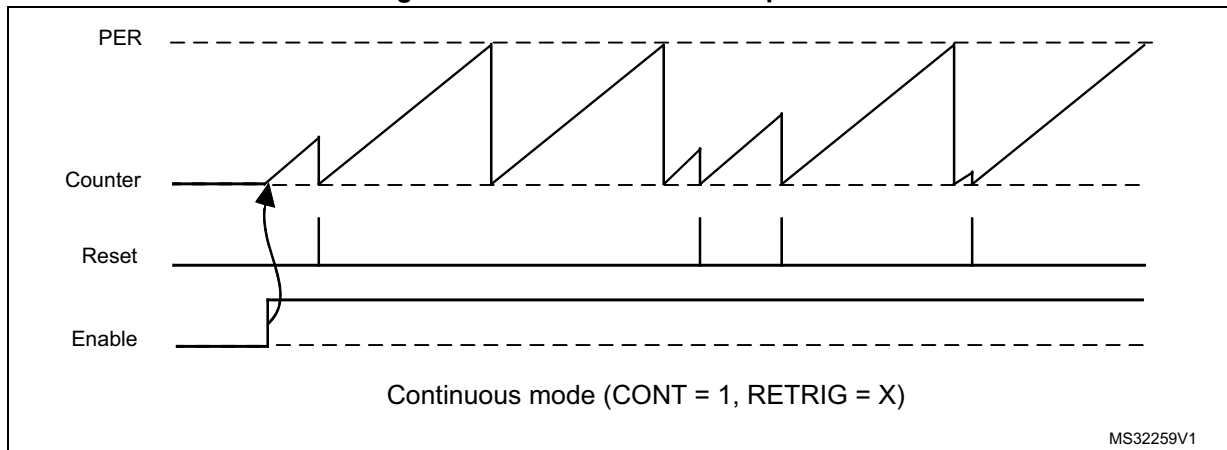 PER
Counter
Reset
Enable
Continuous mode (CONT = 1, RETRIG = X)
MS32259V1